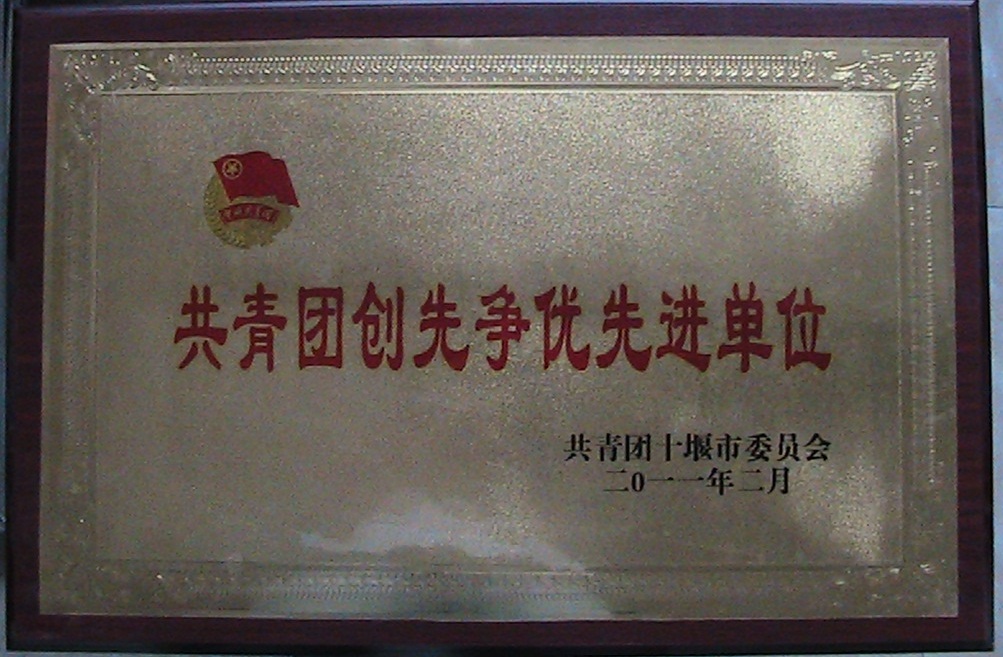 共青团创先争优先进单位
共青团十堰市委员会
二0一一年二月